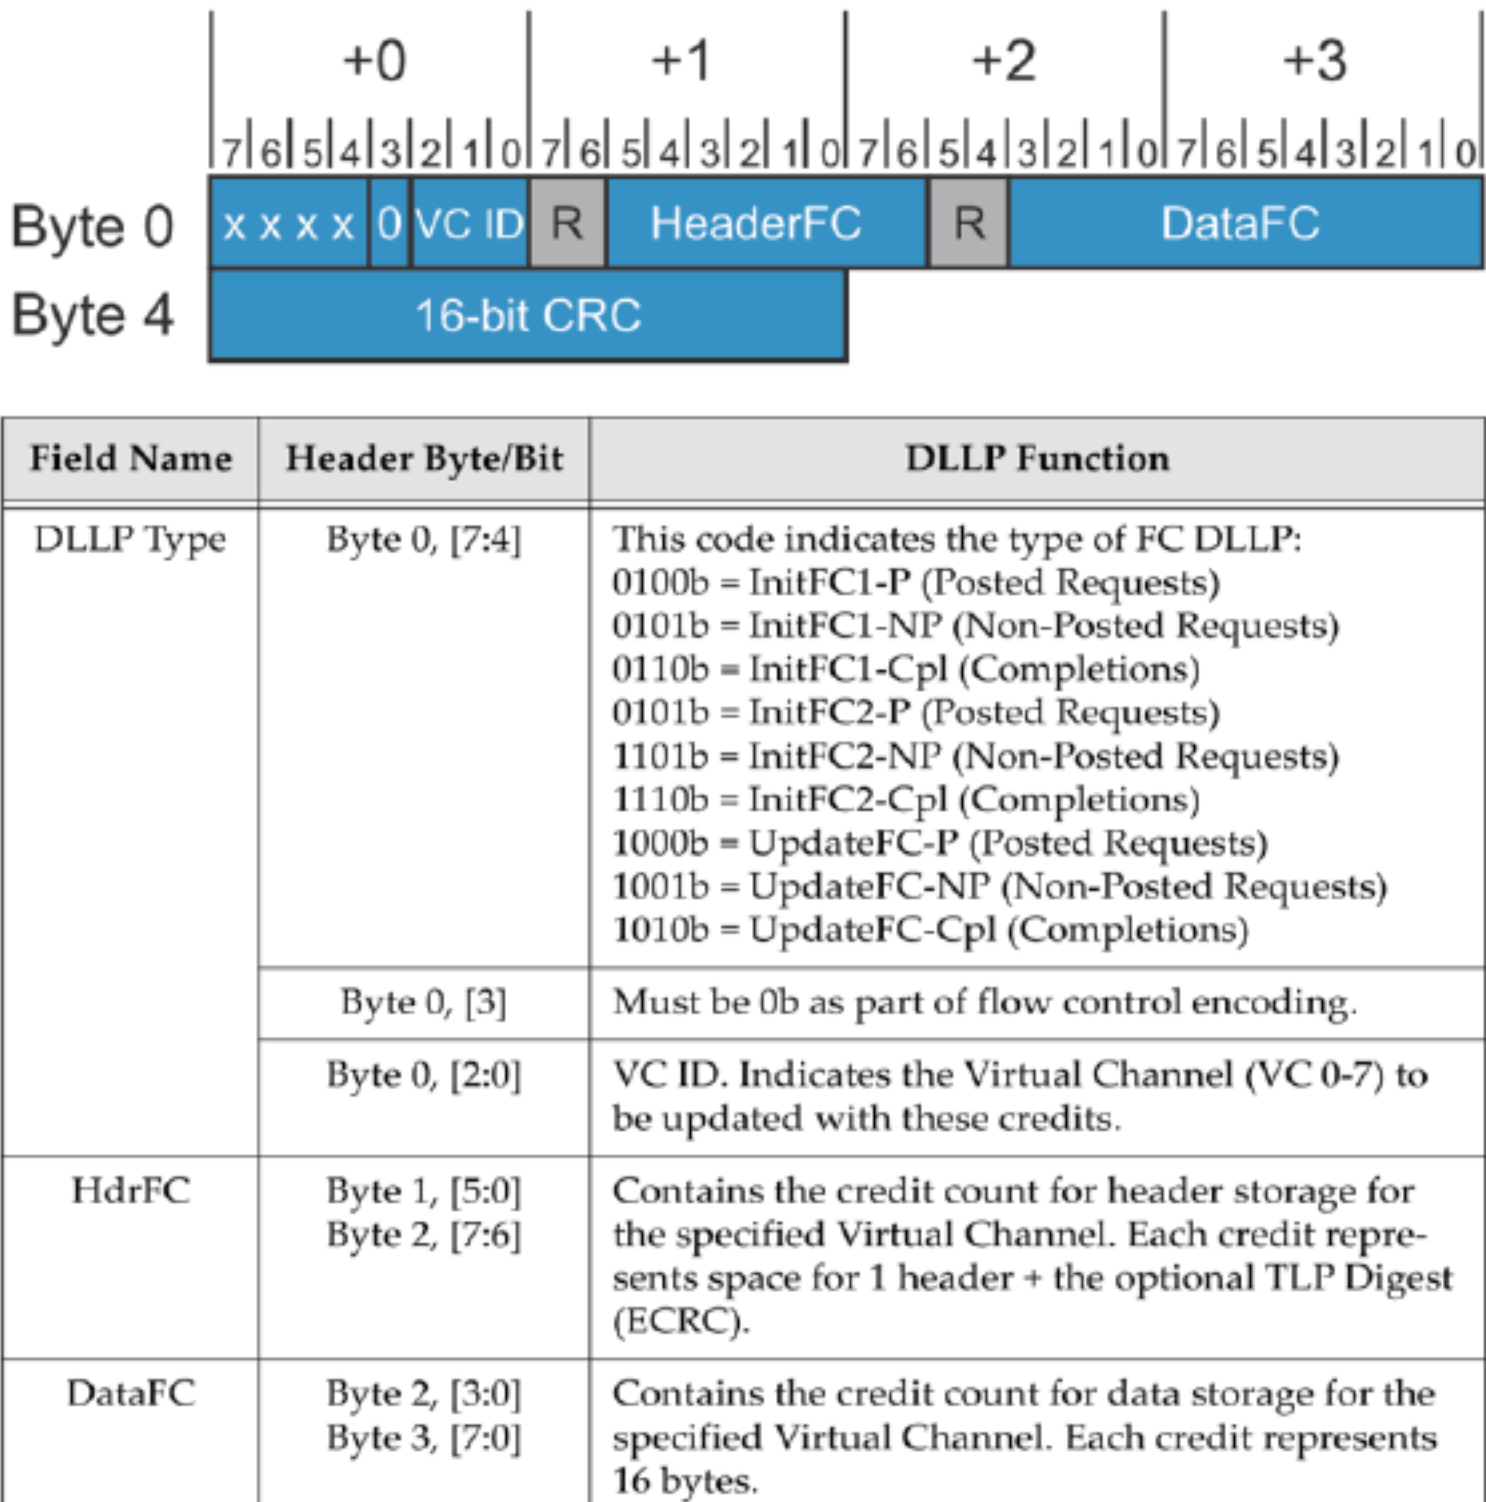 +0 +1 +2 +3
7 6 5 4 3 2 1 0 7 6 5 4 3 2 1 0 7 6 5 4 3 2 1 0 7 6 5 4 3 2 1 0
Byte 0 x x x x 0 VC ID R HeaderFC R DataFC
Byte 4 16-bit CRC
Field Name Header Byte/Bit DLLP Function
DLLP Type Byte 0, [7:4] This code indicates the type of FC DLLP:
0100b = InitFC1-P (Posted Requests)
0101b = InitFC1-NP (Non-Posted Requests)
0110b = InitFC1-Cpl (Completions)
0101b = InitFC2-P (Posted Requests)
1101b = InitFC2-NP (Non-Posted Requests)
1110b = InitFC2-Cpl (Completions)
1000b = UpdateFC-P (Posted Requests)
1001b = UpdateFC-NP (Non-Posted Requests)
1010b = UpdateFC-Cpl (Completions)
Byte 0, [3] Must be 0b as part of flow control encoding.
Byte 0, [2:0] VC ID. Indicates the Virtual Channel (VC 0-7) to
be updated with these credits.
HdrFC Byte 1, [5:0] Contains the credit count for header storage for
Byte 2, [7:6] the specified Virtual Channel. Each credit repre-
sents space for 1 header + the optional TLP Digest
(ECRC).
DataFC Byte 2, [3:0] Contains the credit count for data storage for the
Byte 3, [7:0] specified Virtual Channel. Each credit represents
16 bytes.